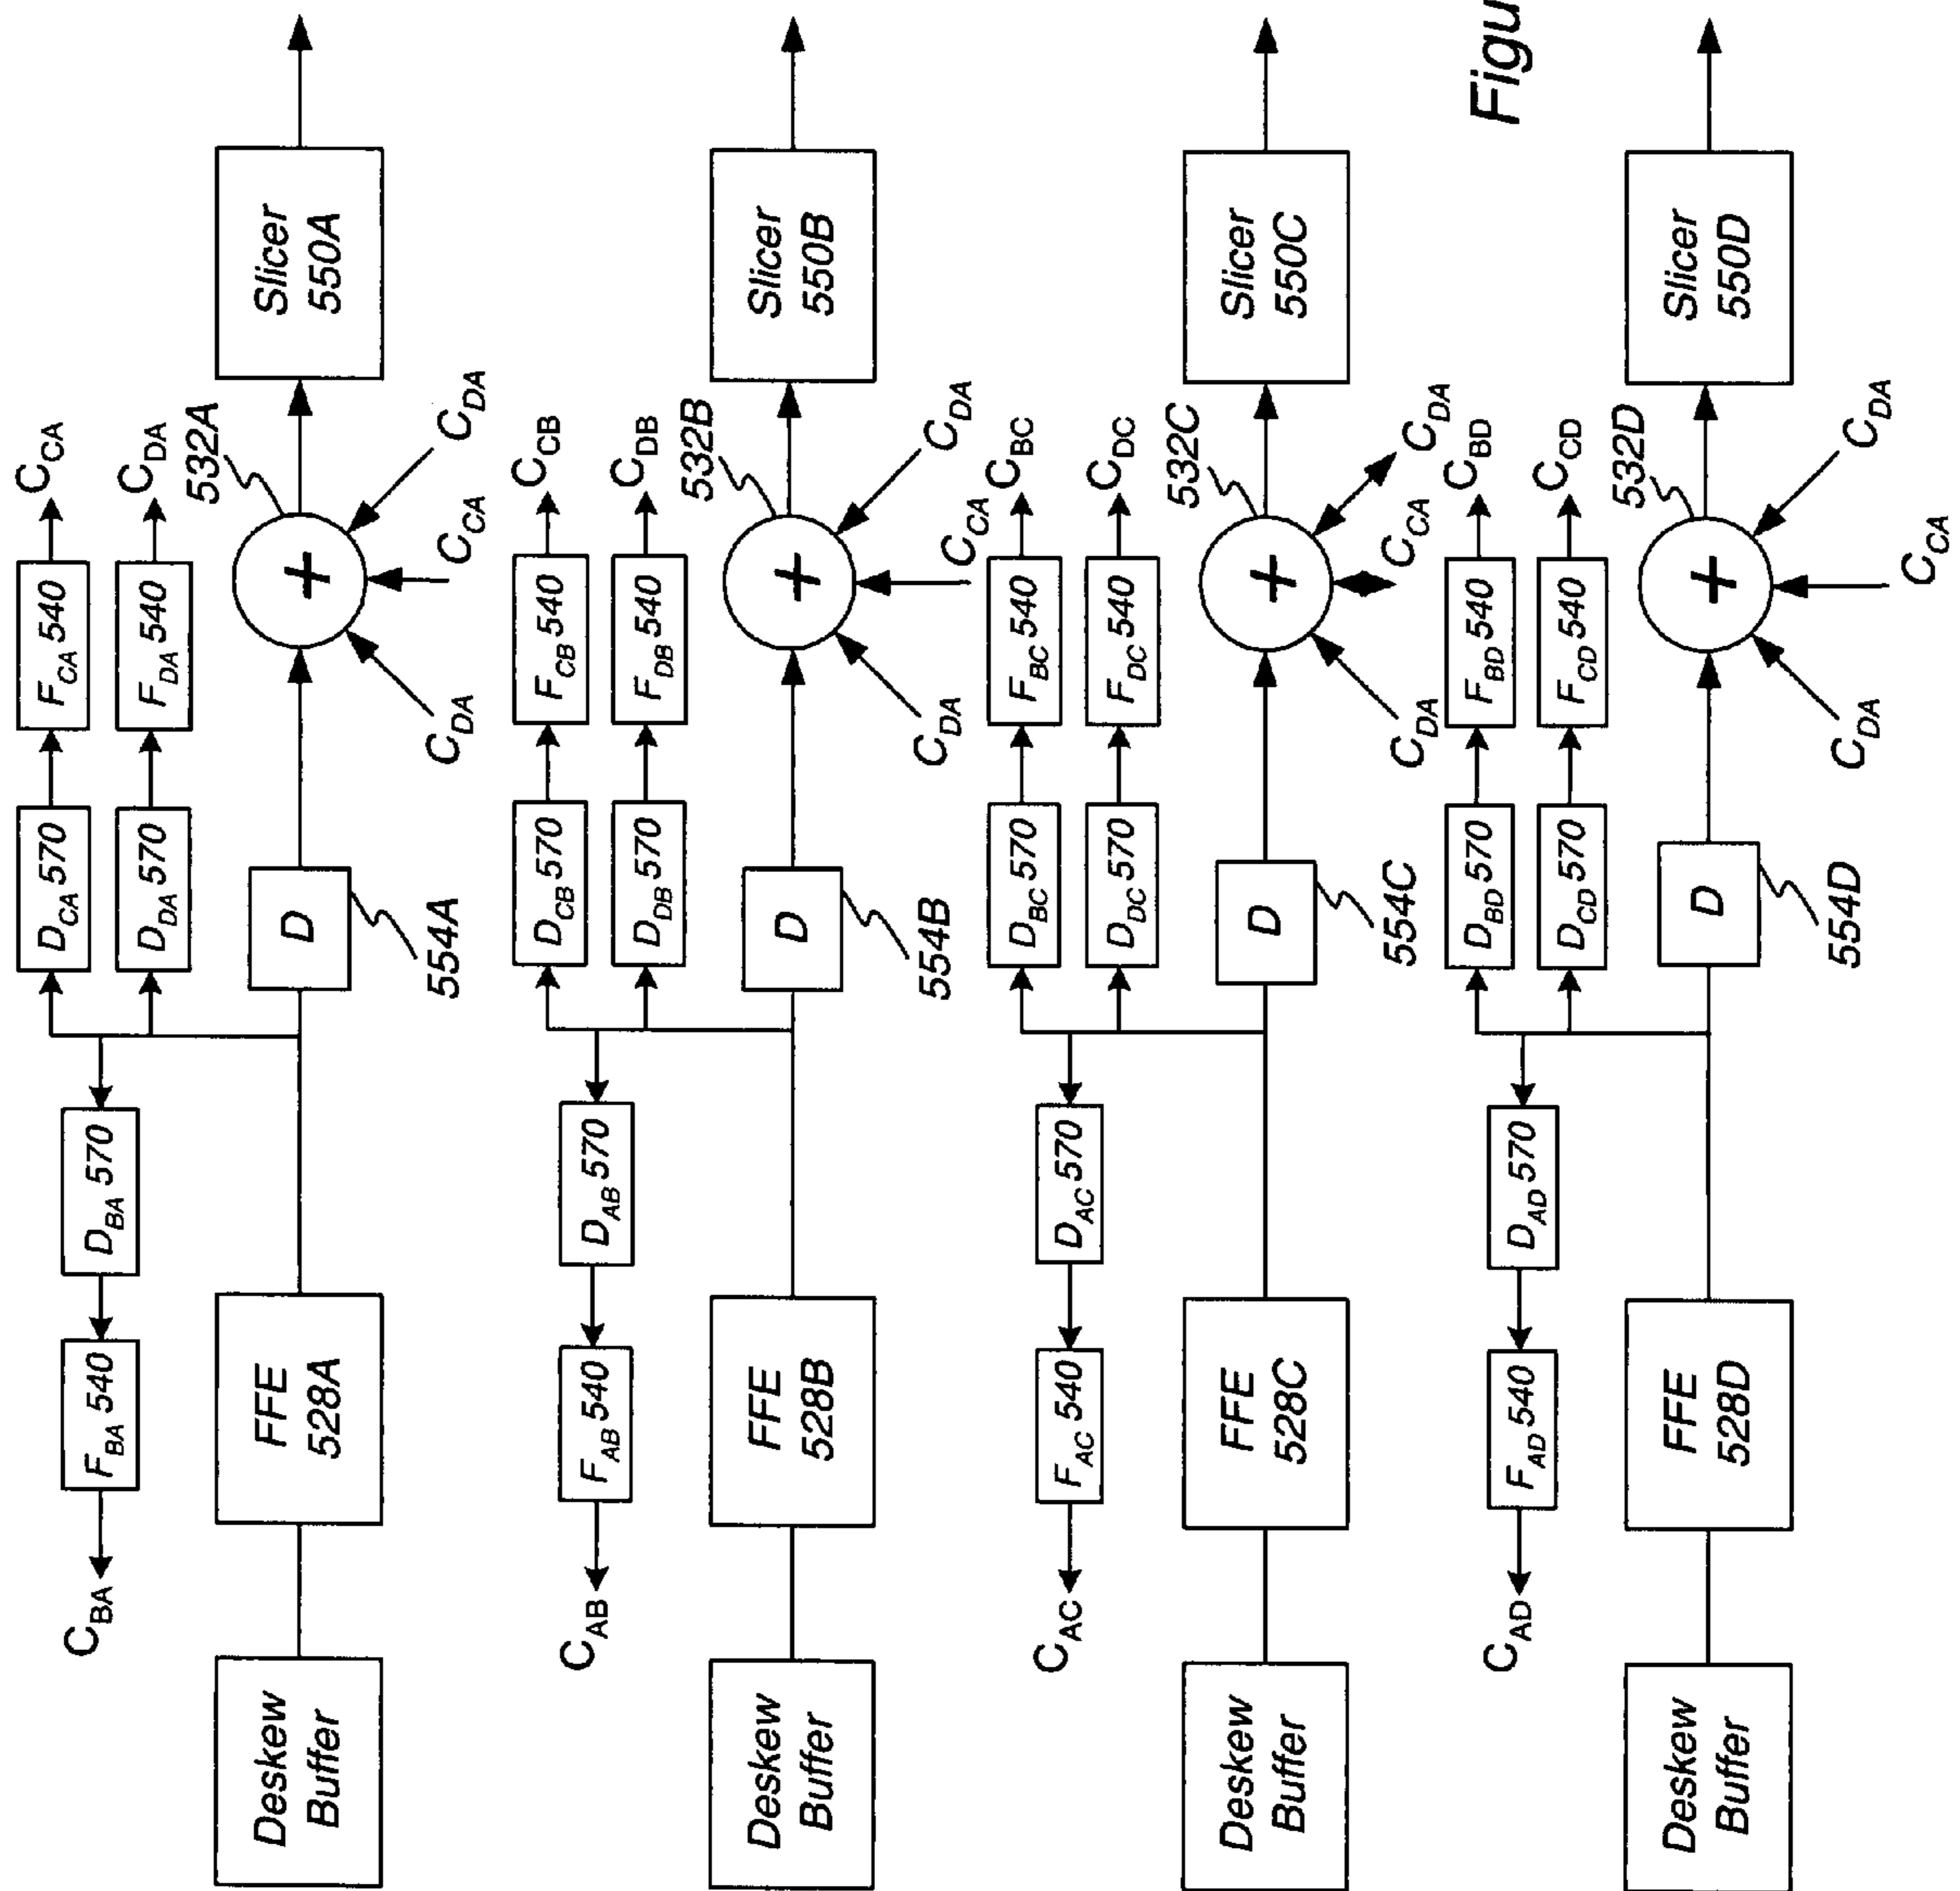 C_BA
F_BA 540
D_BA 570
D_CA 570
F_CA 540
C_CA
D_DA 570
F_DA 540
C_DA
Deskew
Buffer
FFE
528A
D
554A
+
532A
C_DA
C_CA
C_DA
Slicer
550A
C_AB
F_AB 540
D_AB 570
D_CB 570
F_CB 540
C_CB
D_DB 570
F_DB 540
C_DB
Deskew
Buffer
FFE
528B
D
554B
+
532B
C_DA
C_CA
C_DA
Slicer
550B
C_AC
F_AC 540
D_AC 570
D_BC 570
F_BC 540
C_BC
D_DC 570
F_DC 540
C_DC
Deskew
Buffer
FFE
528C
D
554C
+
532C
C_DA
C_CA
C_DA
Slicer
550C
C_AD
F_AD 540
D_AD 570
D_BD 570
F_BD 540
C_BD
D_CD 570
F_CD 540
C_CD
Deskew
Buffer
FFE
528D
D
554D
+
532D
C_DA
C_CA
C_DA
Slicer
550D
Figu